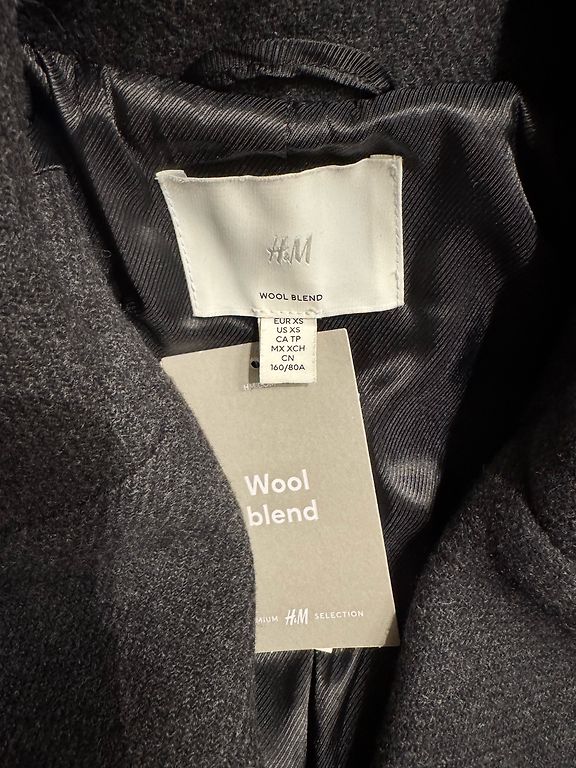 H&M
WOOL BLEND
EUR XS
US XS
CA TP
MX XCH
CN
160/80A
Wool
blend
H&M SELECTION